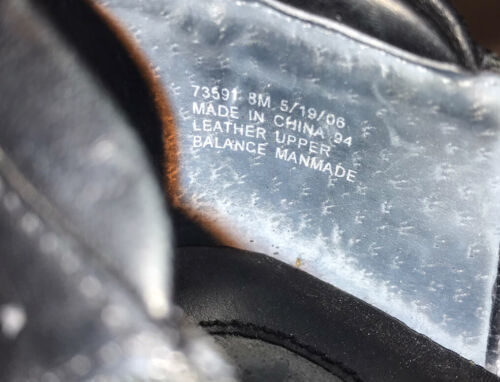 73591 8M 5/19/06
MADE IN CHINA 94
LEATHER UPPER
BALANCE MANMADE